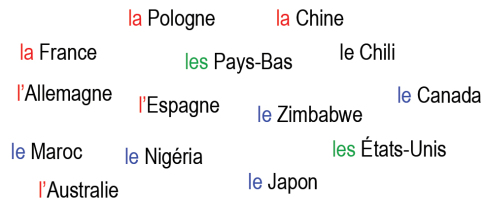 la Pologne
la Chine
la France
les Pays-Bas
le Chili
l'Allemagne
l'Espagne
le Zimbabwe
le Canada
le Maroc
le Nigéria
les États-Unis
l'Australie
le Japon